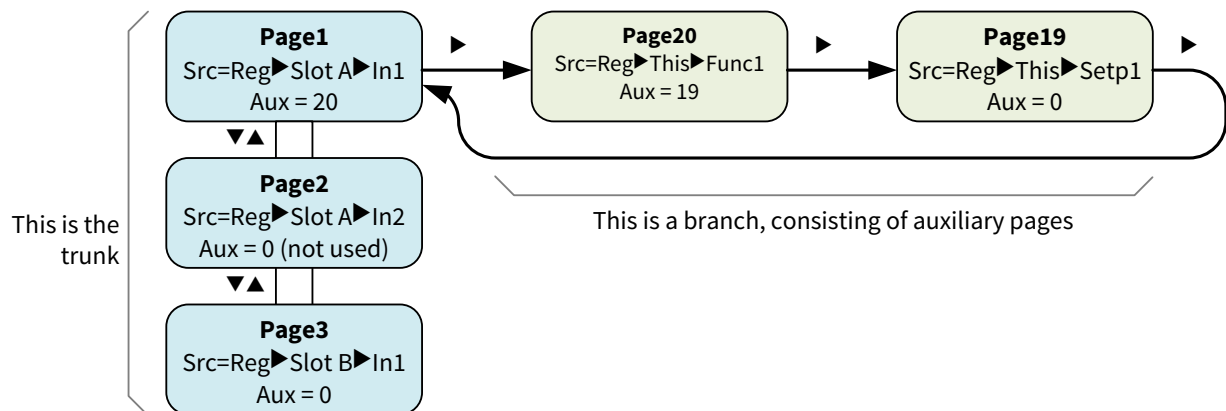 Page1
Src=Reg▶Slot A▶In1
Aux = 20
▶
Page20
Src=Reg▶This▶Func1
Aux = 19
▶
Page19
Src=Reg▶This▶Setp1
Aux = 0
▶
▼▲
Page2
Src=Reg▶Slot A▶In2
Aux = 0 (not used)
This is the
trunk
This is a branch, consisting of auxiliary pages
▼▲
Page3
Src=Reg▶Slot B▶In1
Aux = 0